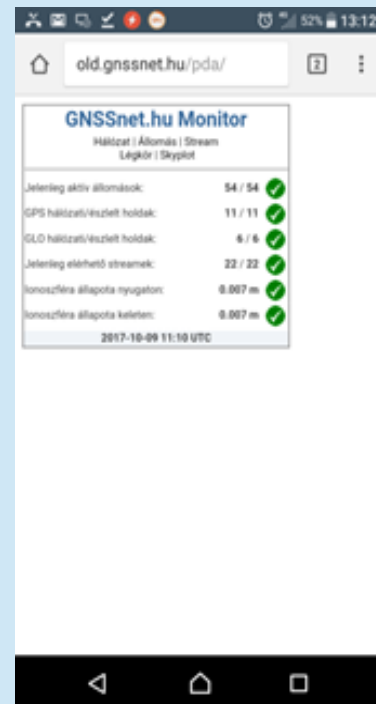 52% 13:12
old.gnssnet.hu/pda/ 2
GNSSnet.hu Monitor
Hálózat | Állomás | Stream
Légkör | Skyplot
Jelenleg aktív állomások: 54 / 54
GPS hálózati/észlelt holdak: 11 / 11
GLO hálózati/észlelt holdak: 6 / 6
Jelenleg elérhető streamek: 22 / 22
Ionoszféra állapota nyugaton: 0.007 m
Ionoszféra állapota keleten: 0.007 m
2017-10-09 11:10 UTC